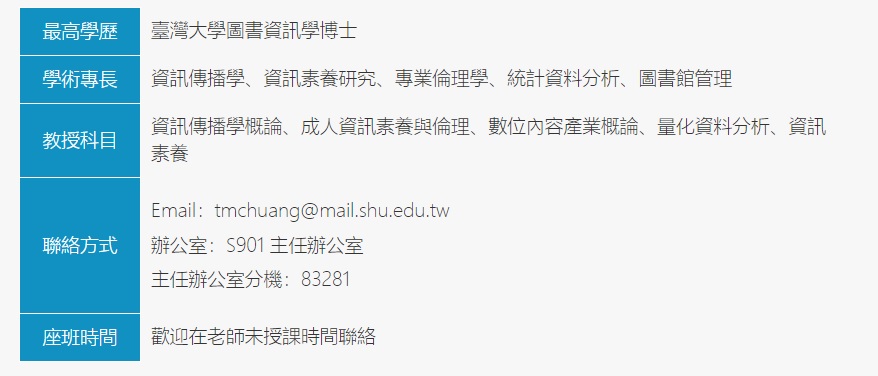 最高學歷 臺灣大學圖書資訊學博士
學術專長 資訊傳播學、資訊素養研究、專業倫理學、統計資料分析、圖書館管理
教授科目 資訊傳播學概論、成人資訊素養與倫理、數位內容產業概論、量化資料分析、資訊
素養
Email：tmchuang@mail.shu.edu.tw
聯絡方式 辦公室：S901 主任辦公室
主任辦公室分機：83281
座班時間 歡迎在老師未授課時間聯絡